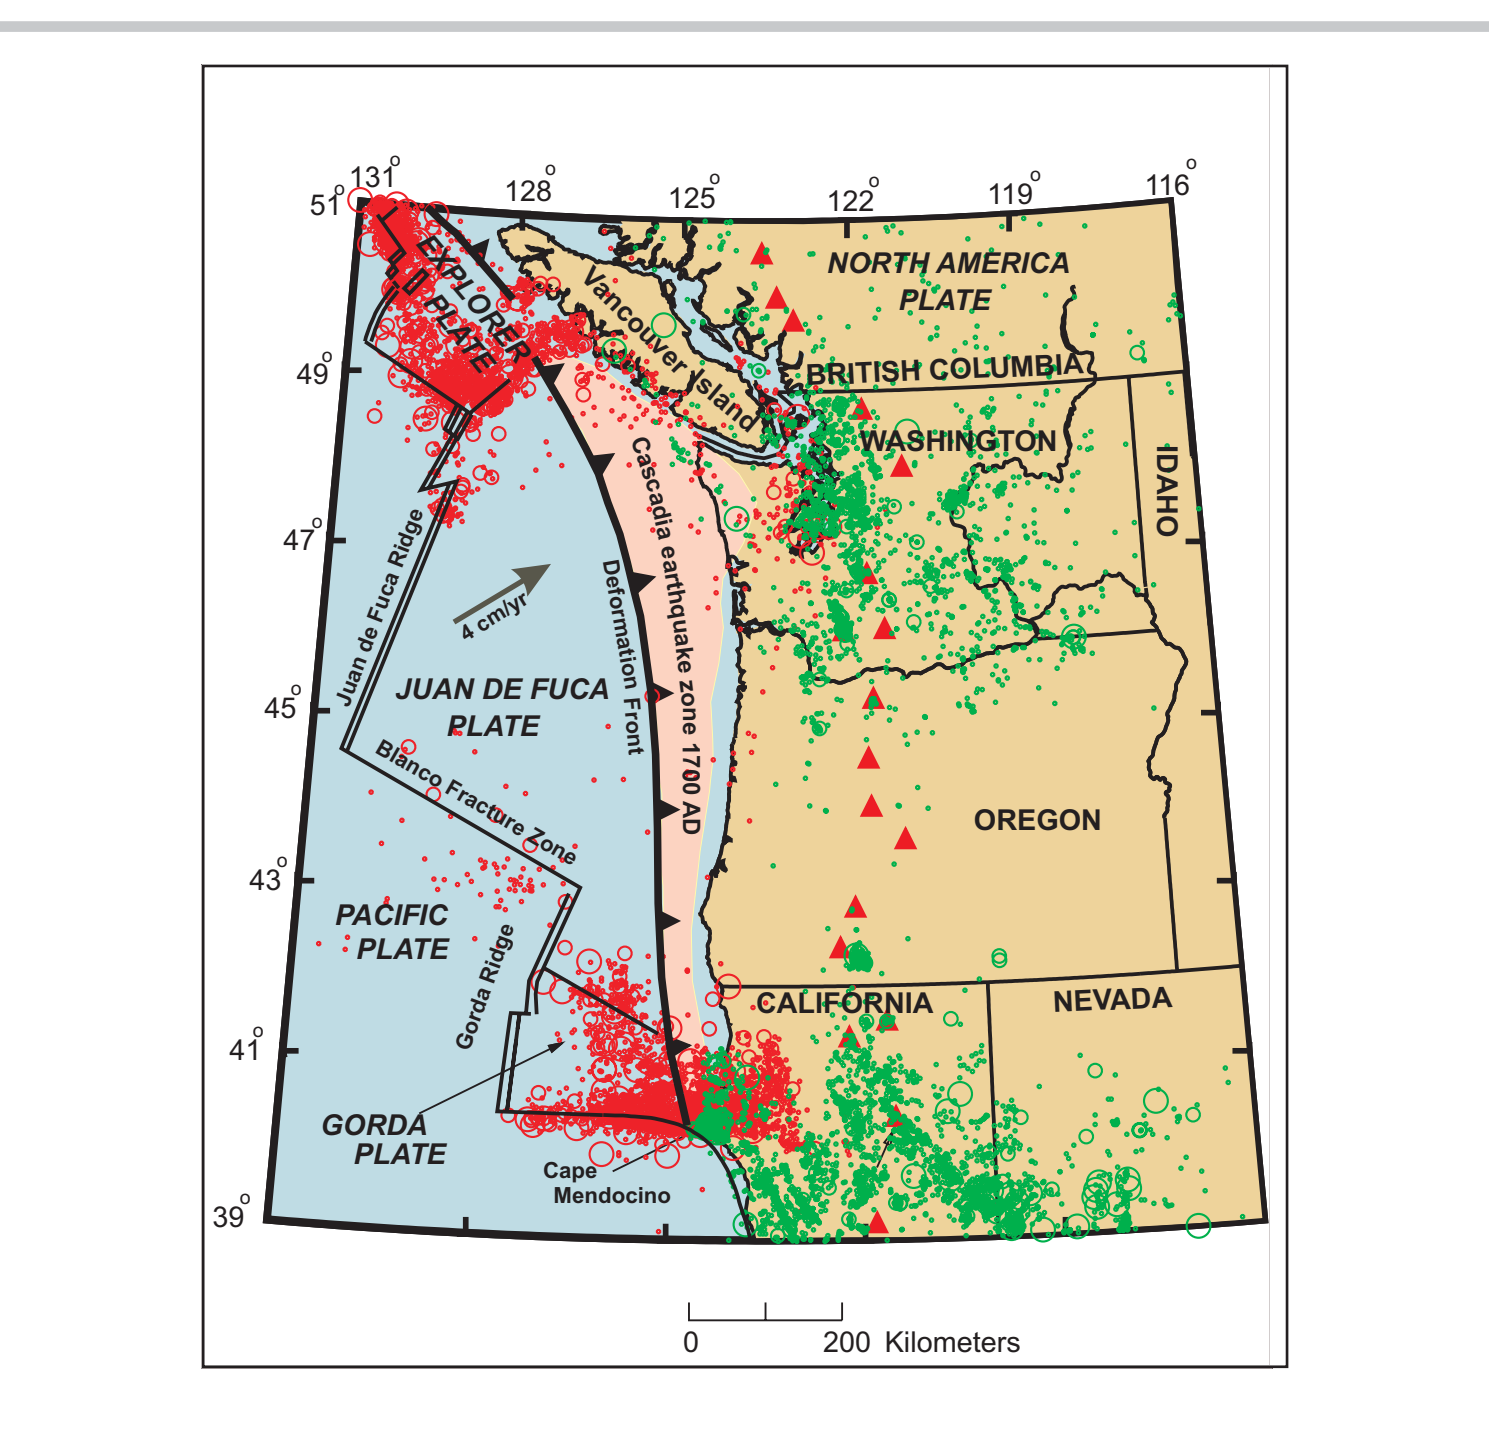 131°
128°
125°
122°
119°
116°
51°
49°
47°
45°
43°
41°
39°
EXPLORER
PLATE
Vancouver Island
NORTH AMERICA
PLATE
BRITISH COLUMBIA
WASHINGTON
IDAHO
Cascadia earthquake zone 1700 AD
Deformation Front
Juan de Fuca Ridge
4 cm/yr
JUAN DE FUCA
PLATE
Blanco Fracture Zone
OREGON
PACIFIC
PLATE
Gorda Ridge
CALIFORNIA
NEVADA
GORDA
PLATE
Cape
Mendocino
0 200 Kilometers